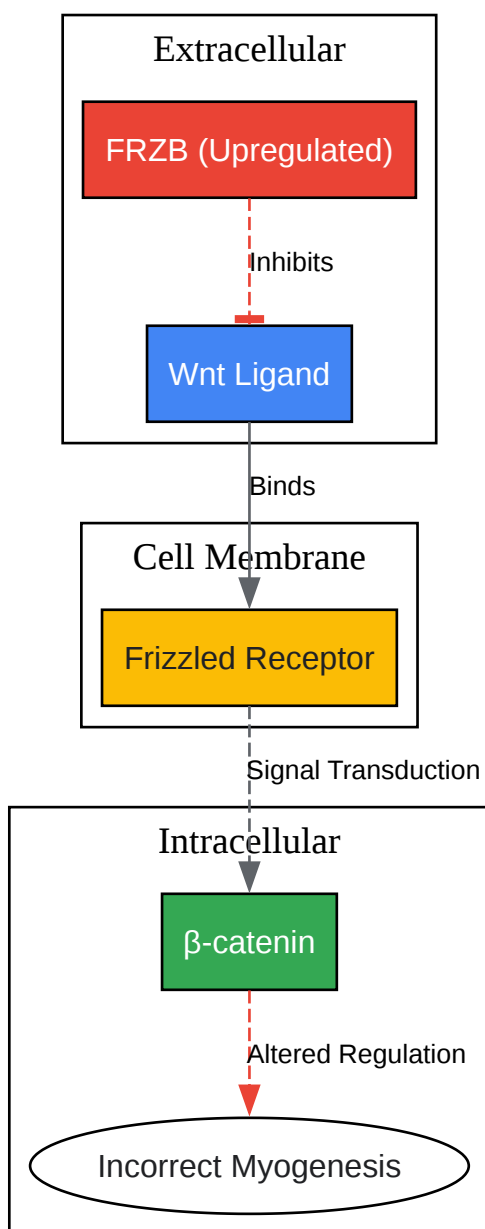 Extracellular
FRZB (Upregulated)
Inhibits
Wnt Ligand
Binds
Cell Membrane
Frizzled Receptor
Signal Transduction
Intracellular
β-catenin
Altered Regulation
Incorrect Myogenesis